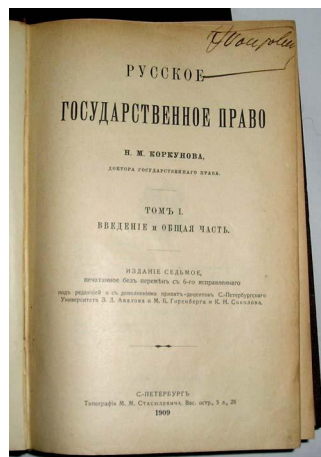 РУССКОЕ
ГОСУДАРСТВЕННОЕ ПРАВО
Н. М. КОРКУНОВА,
ДОКТОРА ГОСУДАРСТВЕННАГО ПРАВА.
ТОМЪ I.
ВВЕДЕНІЕ и ОБЩАЯ ЧАСТЬ.
ИЗДАНІЕ СЕДЬМОЕ,
печатанное безъ перемѣнъ съ 6-го исправленнаго
подъ редакціей и съ дополненіями приватъ-доцентовъ С.-Петербургскаго
Университета З. Д. Авалова и М. Б. Горенберга и К. Н. Соколова.
С.-ПЕТЕРБУРГЪ
Типографія М. М. Стасюлевича. Вас. остр., 5 л., 28
1909